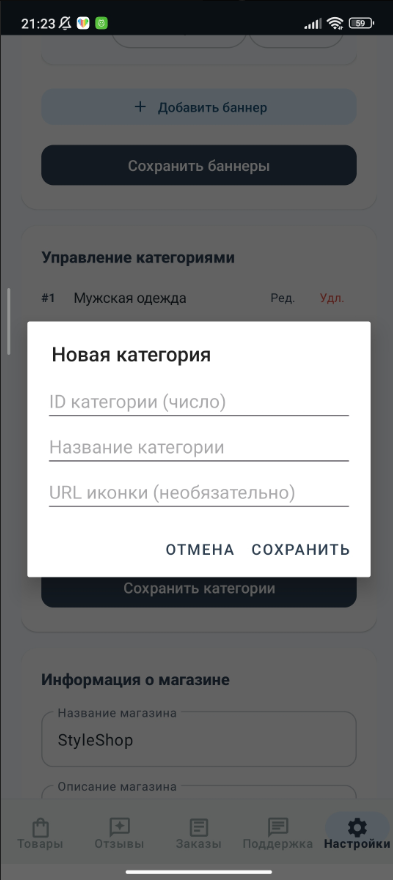 21:23
59
+ Добавить баннер
Сохранить баннеры
Управление категориями
#1 Мужская одежда Ред. Удл.
Новая категория
ID категории (число)
Название категории
URL иконки (необязательно)
ОТМЕНА СОХРАНИТЬ
Сохранить категории
Информация о магазине
Название магазина
StyleShop
Описание магазина
Товары Отзывы Заказы Поддержка Настройки